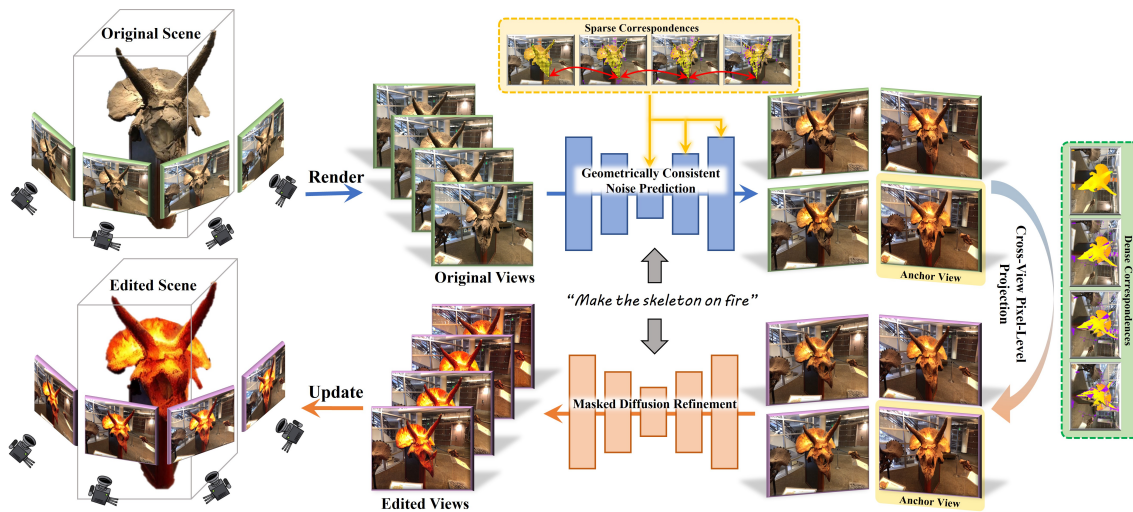 Original Scene
Sparse Correspondences
Render
Geometrically Consistent
Noise Prediction
Original Views
Anchor View
Cross-View Pixel-Level
Projection
Dense Correspondences
"Make the skeleton on fire"
Edited Scene
Update
Masked Diffusion Refinement
Edited Views
Anchor View